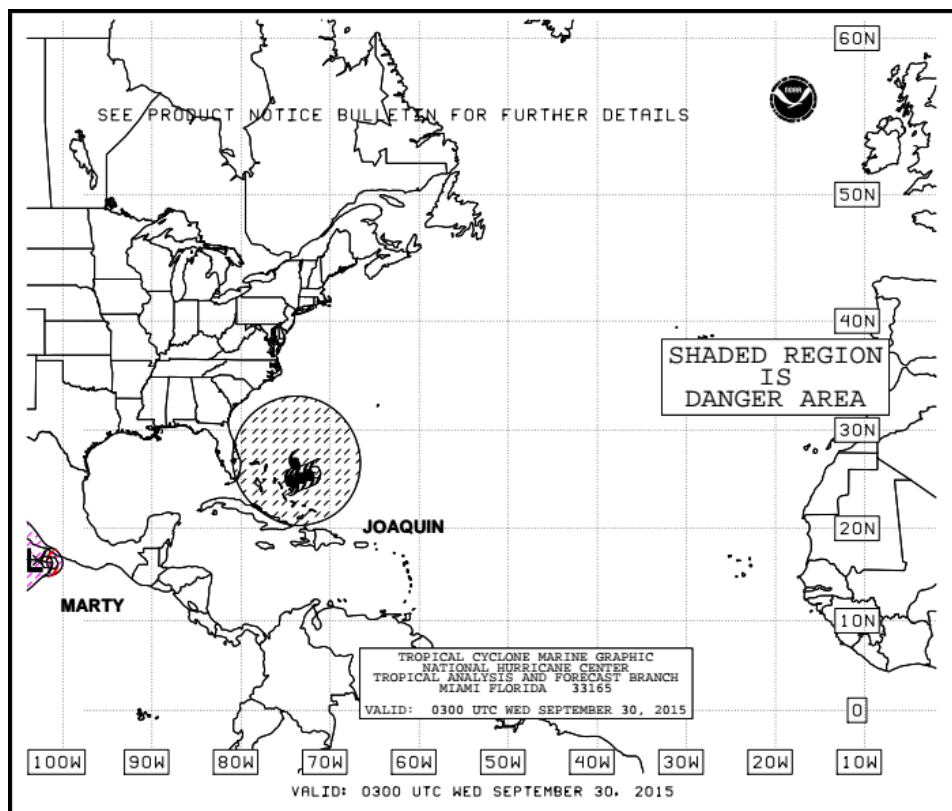 60N
NOAA
SEE PRODUCT NOTICE BULLETIN FOR FURTHER DETAILS
50N
40N
SHADED REGION
IS
DANGER AREA
30N
JOAQUIN
20N
L
MARTY
10N
TROPICAL CYCLONE MARINE GRAPHIC
NATIONAL HURRICANE CENTER
TROPICAL ANALYSIS AND FORECAST BRANCH
MIAMI FLORIDA 33165
VALID: 0300 UTC WED SEPTEMBER 30, 2015
0
100W 90W 80W 70W 60W 50W 40W 30W 20W 10W
VALID: 0300 UTC WED SEPTEMBER 30, 2015